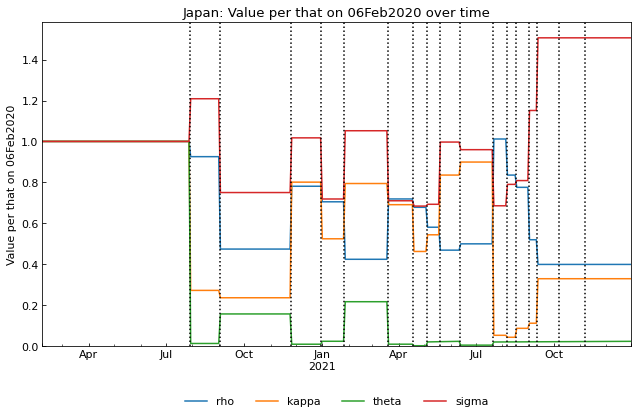 Japan: Value per that on 06Feb2020 over time
Value per that on 06Feb2020
1.4
1.2
1.0
0.8
0.6
0.4
0.2
0.0
Apr Jul Oct Jan Apr Jul Oct
2021
rho kappa theta sigma